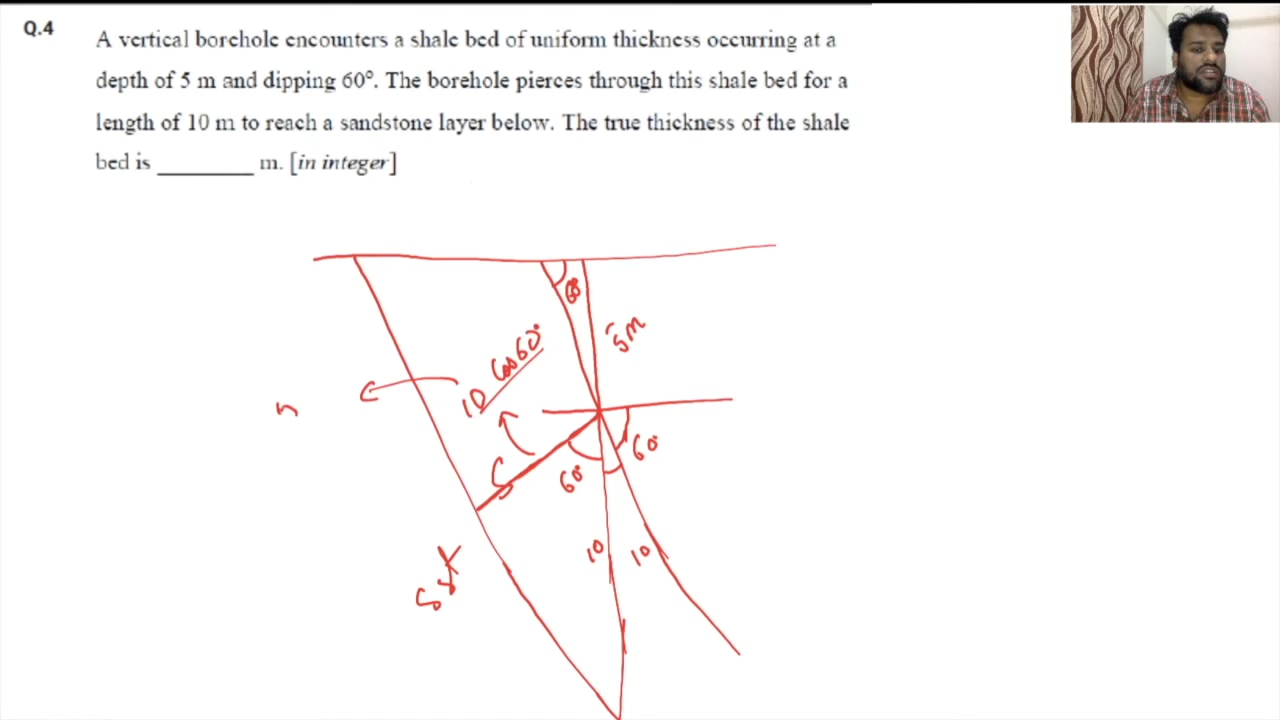 Q.4
A vertical borehole encounters a shale bed of uniform thickness occurring at a
depth of 5 m and dipping 60°. The borehole pierces through this shale bed for a
length of 10 m to reach a sandstone layer below. The true thickness of the shale
bed is ________ m. [in integer]
60°
5m
10 Cos60°
S
60°
60°
10
10